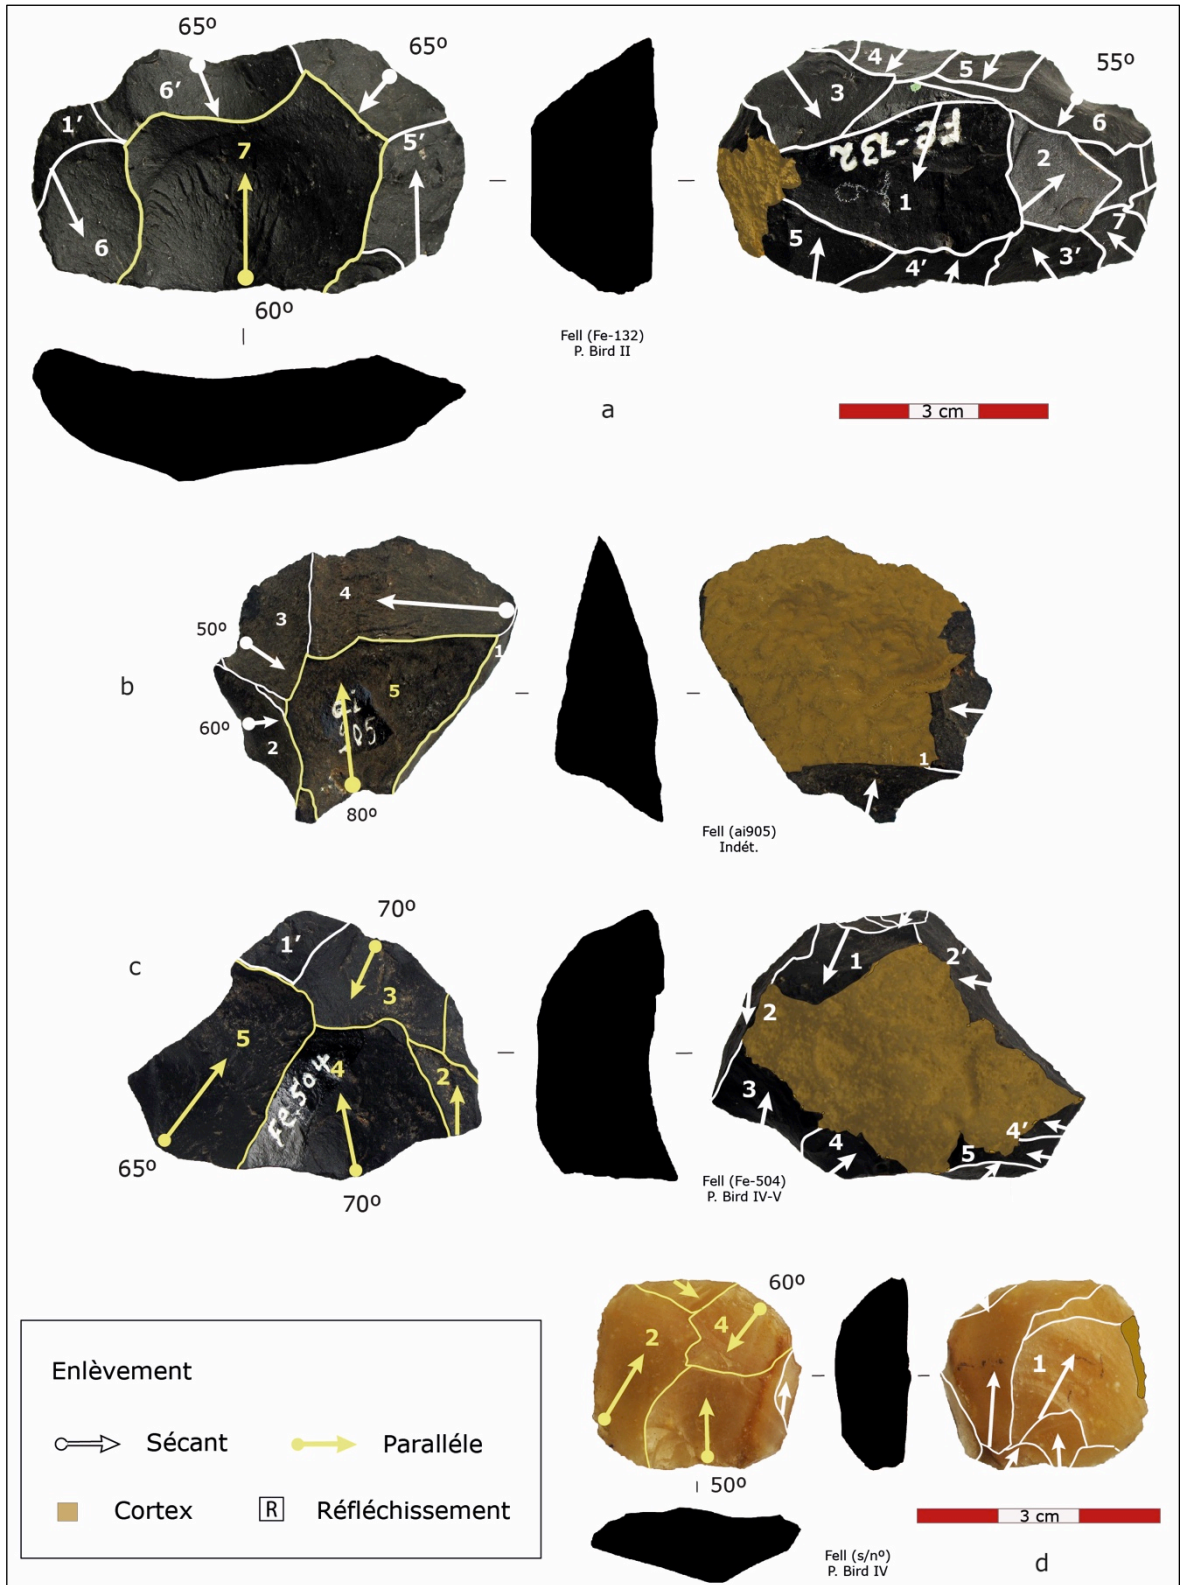 65º
65º
6'
1'
7
5'
6
60º
55º
4
5
3
6
2
Fe-132
1
7
5
4'
3'
Fell (Fe-132)
P. Bird II
a
3 cm
4
3
50º
1
5
ai
905
60º
2
80º
b
1
Fell (ai905)
Indét.
70º
1'
c
3
5
Fe-504
4
2
65º
70º
1
2'
2
3
4'
4
5
Fell (Fe-504)
P. Bird IV-V
60º
2
4
50º
1
3 cm
Fell (s/nº)
P. Bird IV
d
Enlèvement
Sécant
Paralléle
Cortex
R
Réfléchissement